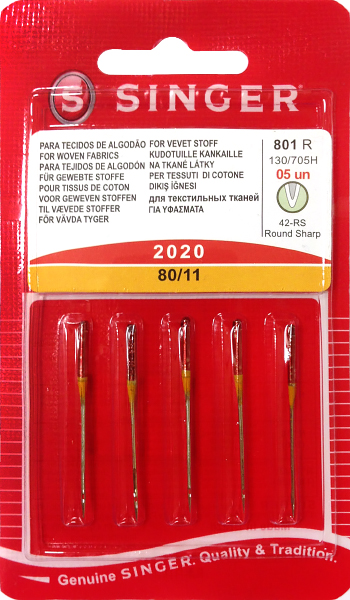 S SINGER
PARA TECIDOS DE ALGODÃO
FOR WOVEN FABRICS
PARA TEJIDOS DE ALGODÓN
FÜR GEWEBTE STOFFE
POUR TISSUS DE COTON
VOOR GEWEVEN STOFFEN
TIL VÆVEDE STOFFER
FÖR VÄVDA TYGER
FOR VEVET STOFF
KUDOTUILLE KANKAILLE
NA TKANÉ LÁTKY
PER TESSUTI DI COTONE
DIKIŞ İĞNESI
для текстильных тканей
ΓΙΑ ΥΦΑΣΜΑΤΑ
801 R
130/705H
05 un
42-RS
Round Sharp
2020
80/11
Genuine SINGER. Quality & Tradition.